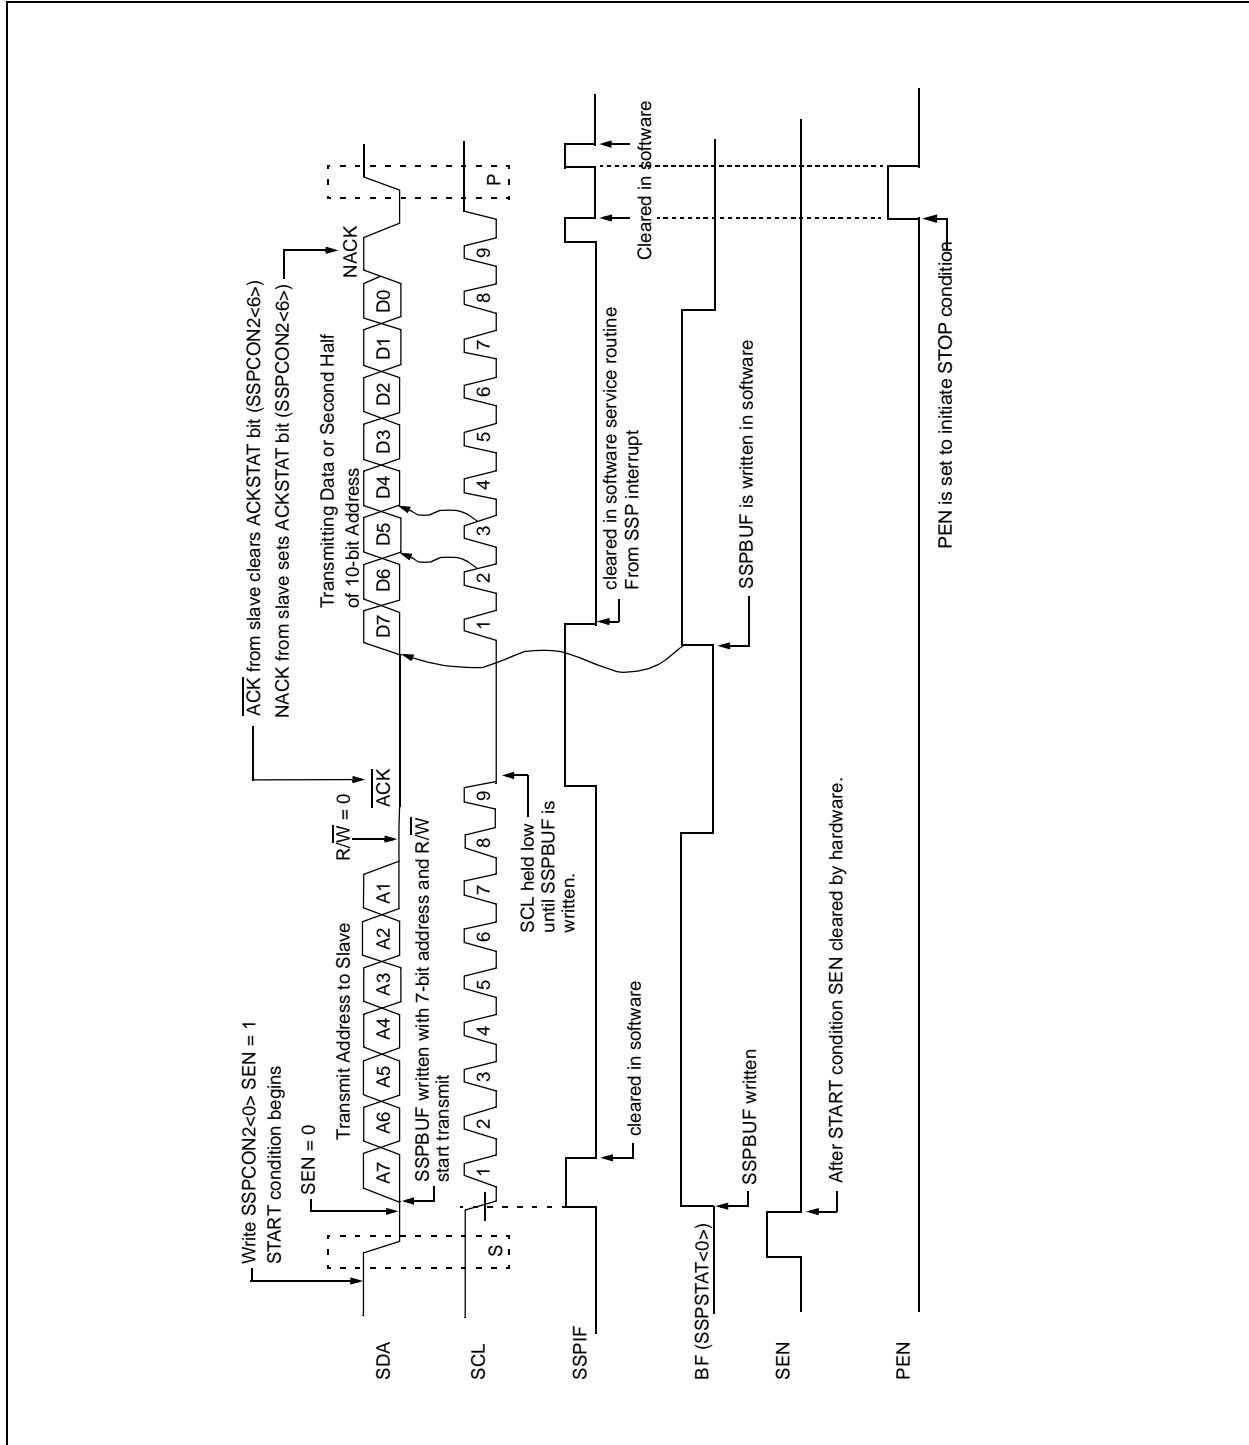 Write SSPCON2<0> SEN = 1
START condition begins
SEN = 0
Transmit Address to Slave
R/W = 0
ACK
ACK from slave clears ACKSTAT bit (SSPCON2<6>)
NACK from slave sets ACKSTAT bit (SSPCON2<6>)
Transmitting Data or Second Half
of 10-bit Address
NACK
SDA
A7 A6 A5 A4 A3 A2 A1
D7 D6 D5 D4 D3 D2 D1 D0
SSPBUF written with 7-bit address and R/W
start transmit
SCL
S
1 2 3 4 5 6 7 8 9
1 2 3 4 5 6 7 8 9
P
SCL held low
until SSPBUF is
written.
SSPIF
cleared in software
cleared in software service routine
From SSP interrupt
Cleared in software
BF (SSPSTAT<0>)
SSPBUF written
SSPBUF is written in software
SEN
After START condition SEN cleared by hardware.
PEN
PEN is set to initiate STOP condition